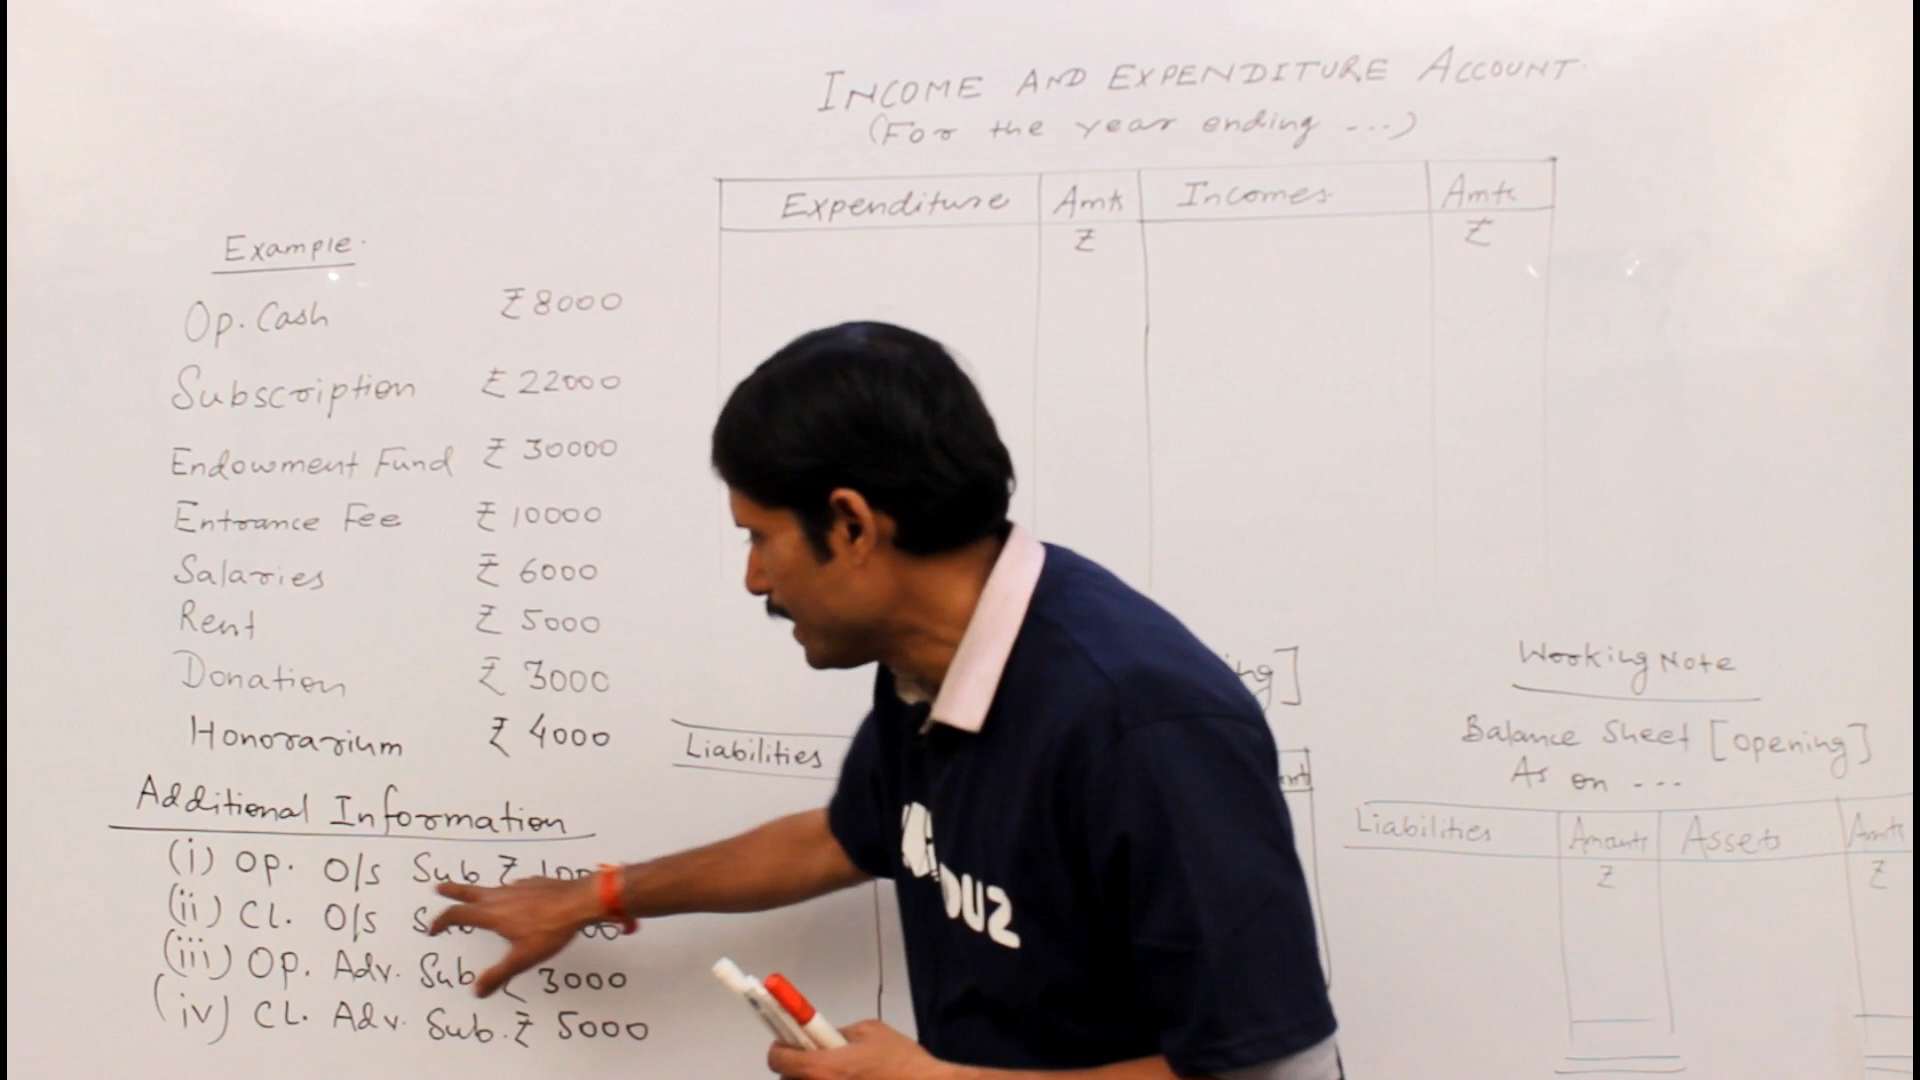 INCOME AND EXPENDITURE ACCOUNT
(For the year ending ---)
Expenditure Amt Incomes Amt
₹ ₹
Example
Op. Cash ₹8000
Subscription ₹22000
Endowment Fund ₹ 30000
Entrance Fee ₹ 10000
Salaries ₹ 6000
Rent ₹ 5000
Donation ₹ 3000
Honorarium ₹ 4000
Additional Information
(i) Op. O/s Sub ₹
(ii) Cl. O/s
(iii) Op. Adv. Sub ₹ 3000
(iv) CL. Adv. Sub. ₹ 5000
Liabilities
Working Note
Balance Sheet [Opening]
As on ---
Liabilities Amount Assets Amt
₹ ₹